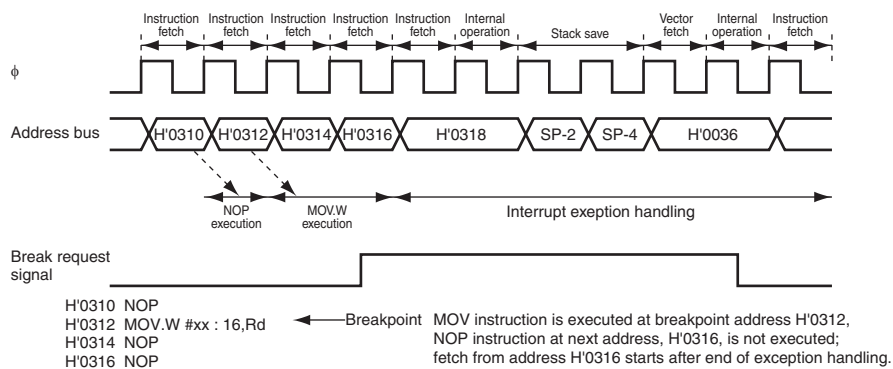 Instruction fetch Instruction fetch Instruction fetch Instruction fetch Instruction fetch Internal operation Stack save Vector fetch Internal operation Instruction fetch
φ
Address bus H'0310 H'0312 H'0314 H'0316 H'0318 SP-2 SP-4 H'0036
NOP execution MOV.W execution Interrupt exeption handling
Break request
signal
H'0310 NOP
H'0312 MOV.W #xx : 16,Rd Breakpoint MOV instruction is executed at breakpoint address H'0312,
H'0314 NOP NOP instruction at next address, H'0316, is not executed;
H'0316 NOP fetch from address H'0316 starts after end of exception handling.